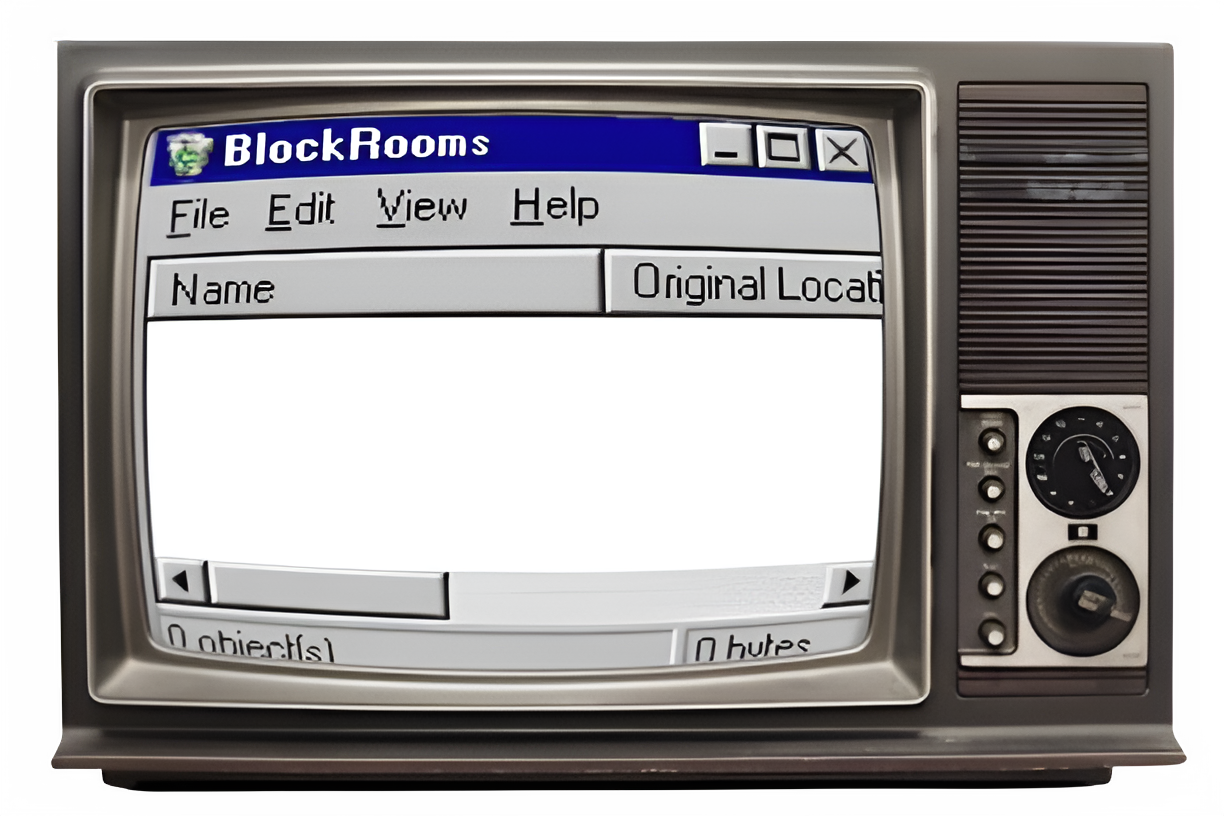 BlockRooms
File Edit View Help
Name Original Locati
0 object(s) 0 bytes